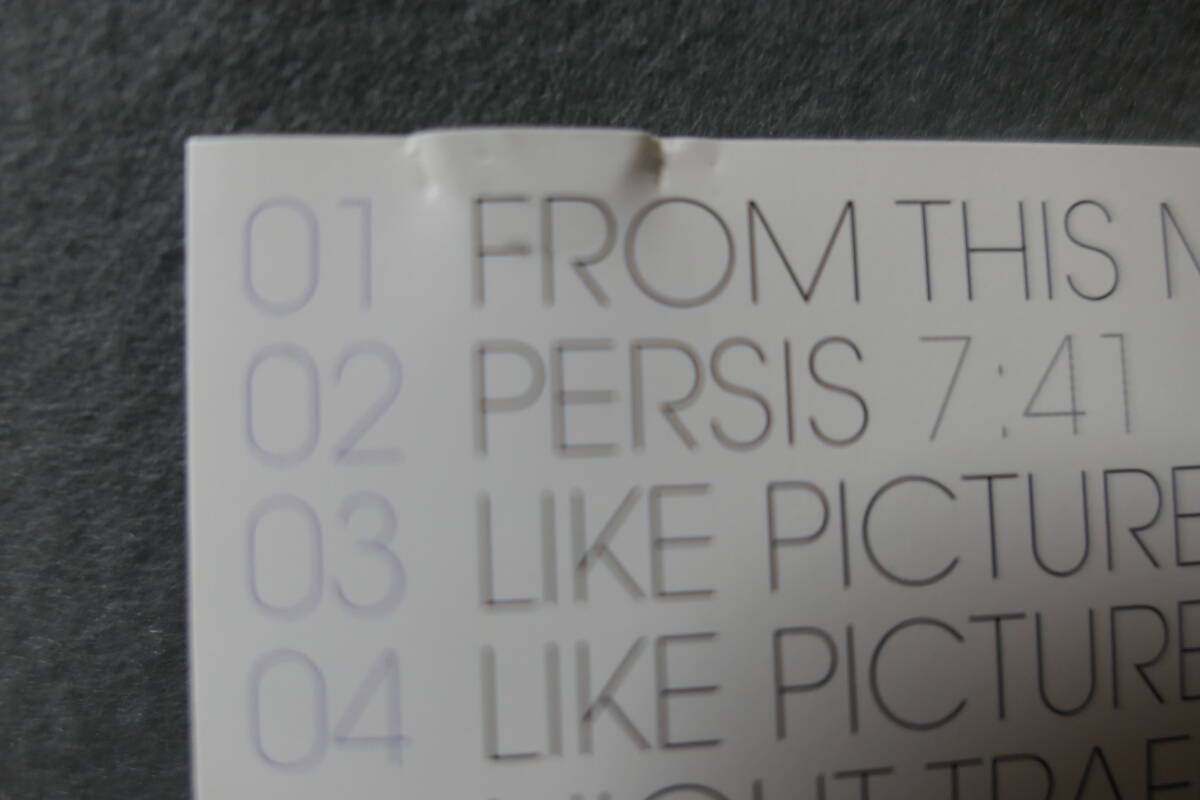 01 FROM THIS M
02 PERSIS 7:41
03 LIKE PICTURE
04 LIKE PICTURE